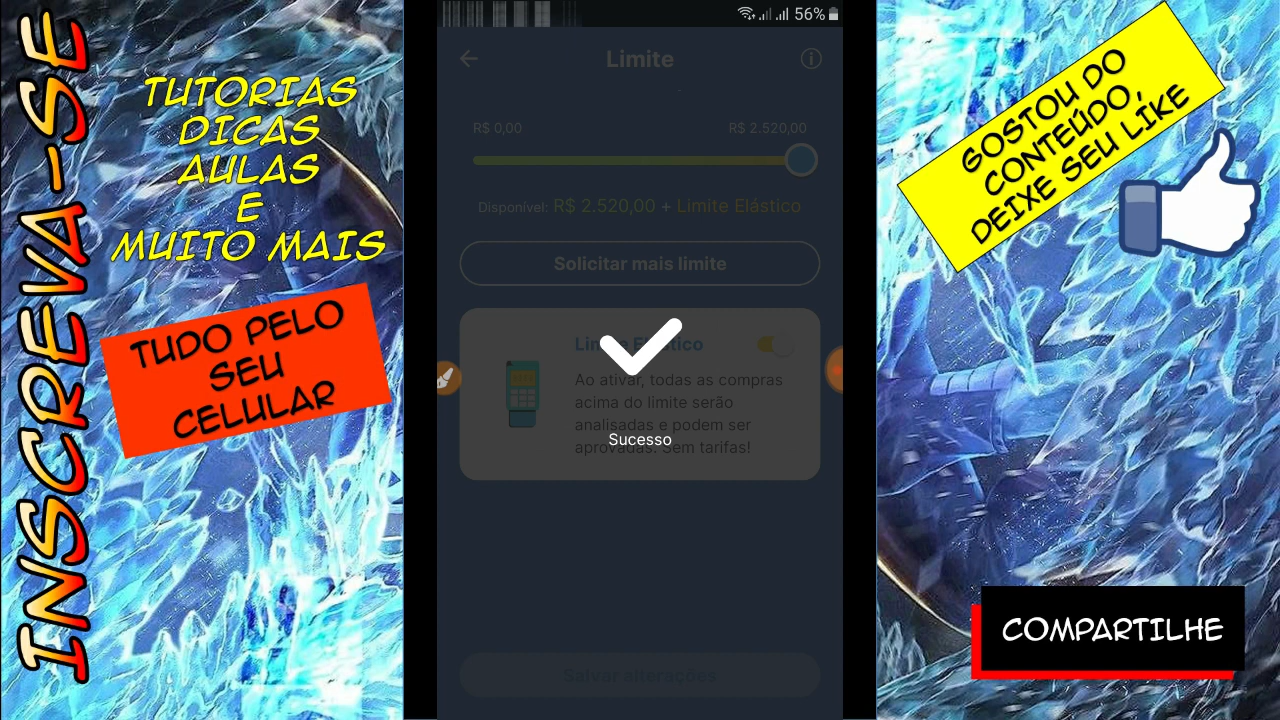 INSCREVA-SE
TUTORIAS
DICAS
AULAS
E
MUITO MAIS
TUDO PELO
SEU
CELULAR
56%
Limite
R$ 0,00
R$ 2.520,00
Disponível: R$ 2.520,00 + Limite Elástico
Solicitar mais limite
Limite Elástico
Ao ativar, todas as compras
acima do limite serão
analisadas e podem ser
aprovadas. Sem tarifas!
Sucesso
Salvar alterações
GOSTOU DO
CONTEÚDO,
DEIXE SEU LIKE
COMPARTILHE